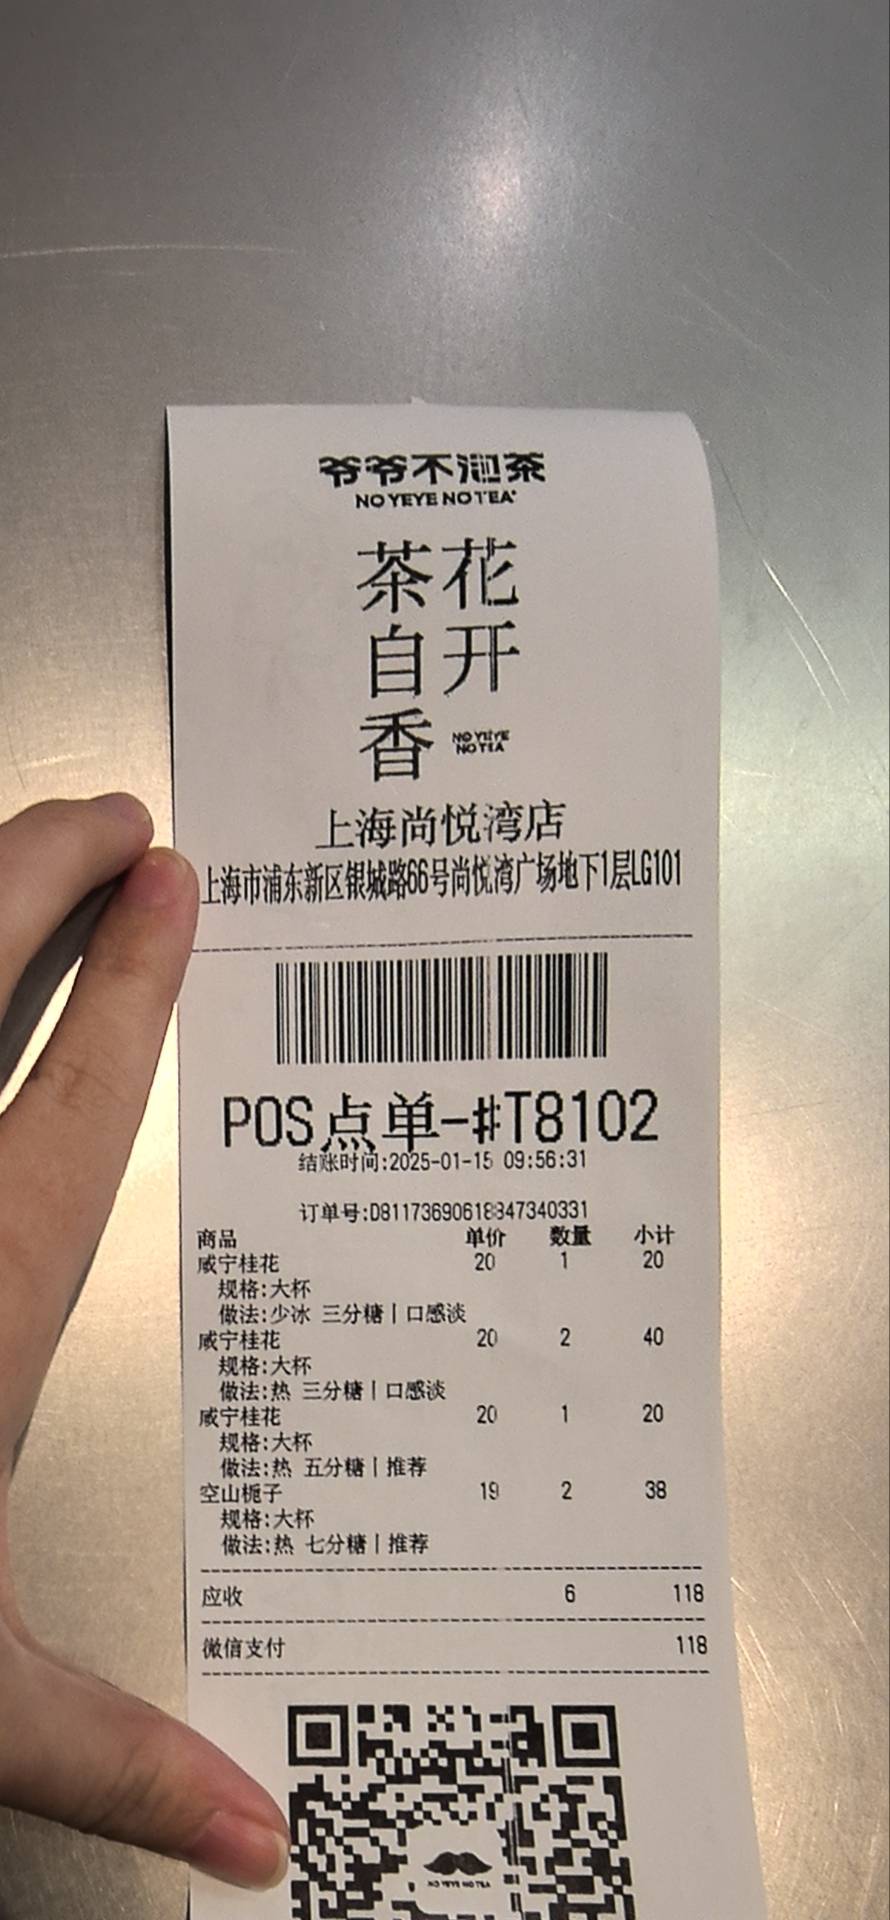 爷爷不泡茶
NO YEYE NO TEA
茶花
自开
香 NO YEYE
NO TEA
上海尚悦湾店
上海市浦东新区银城路66号尚悦湾广场地下1层LG101
POS点单-#T8102
结账时间:2025-01-15 09:56:31
订单号:D811736906188347340331
商品 单价 数量 小计
咸宁桂花 20 1 20
规格:大杯
做法:少冰 三分糖|口感淡
咸宁桂花 20 2 40
规格:大杯
做法:热 三分糖|口感淡
咸宁桂花 20 1 20
规格:大杯
做法:热 五分糖|推荐
空山栀子 19 2 38
规格:大杯
做法:热 七分糖|推荐
应收 6 118
微信支付 118
NO YEYE NO TEA